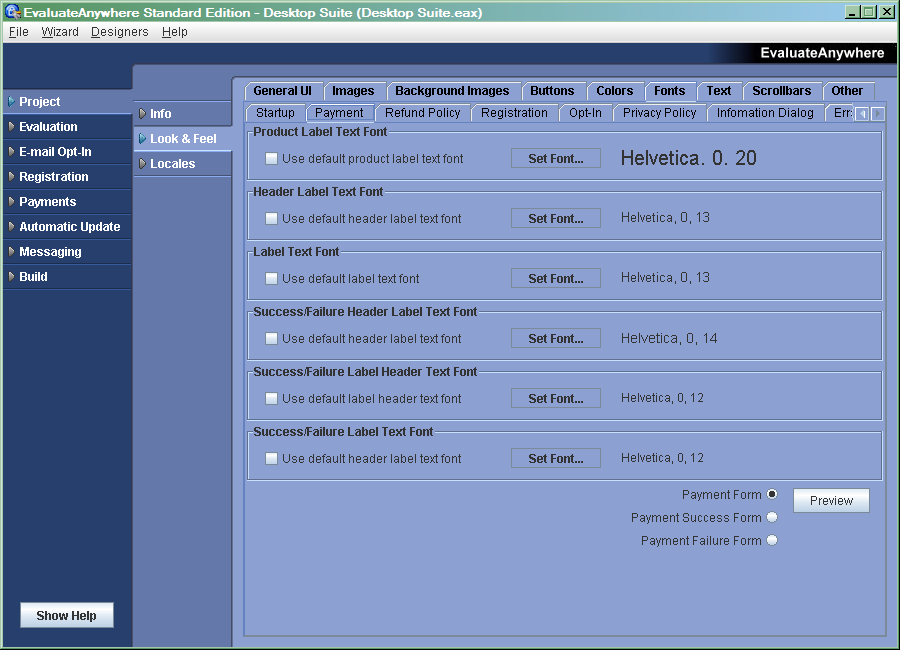 EvaluateAnywhere Standard Edition - Desktop Suite (Desktop Suite.eax)
File Wizard Designers Help
EvaluateAnywhere
Project
Evaluation
E-mail Opt-In
Registration
Payments
Automatic Update
Messaging
Build
Show Help
Info
Look & Feel
Locales
General UI Images Background Images Buttons Colors Fonts Text Scrollbars Other
Startup Payment Refund Policy Registration Opt-In Privacy Policy Infomation Dialog Err
Product Label Text Font
Use default product label text font Set Font... Helvetica. 0. 20
Header Label Text Font
Use default header label text font Set Font... Helvetica, 0, 13
Label Text Font
Use default label text font Set Font... Helvetica, 0, 13
Success/Failure Header Label Text Font
Use default header label text font Set Font... Helvetica, 0, 14
Success/Failure Label Header Text Font
Use default label header text font Set Font... Helvetica, 0, 12
Success/Failure Label Text Font
Use default header label text font Set Font... Helvetica, 0, 12
Payment Form Preview
Payment Success Form
Payment Failure Form